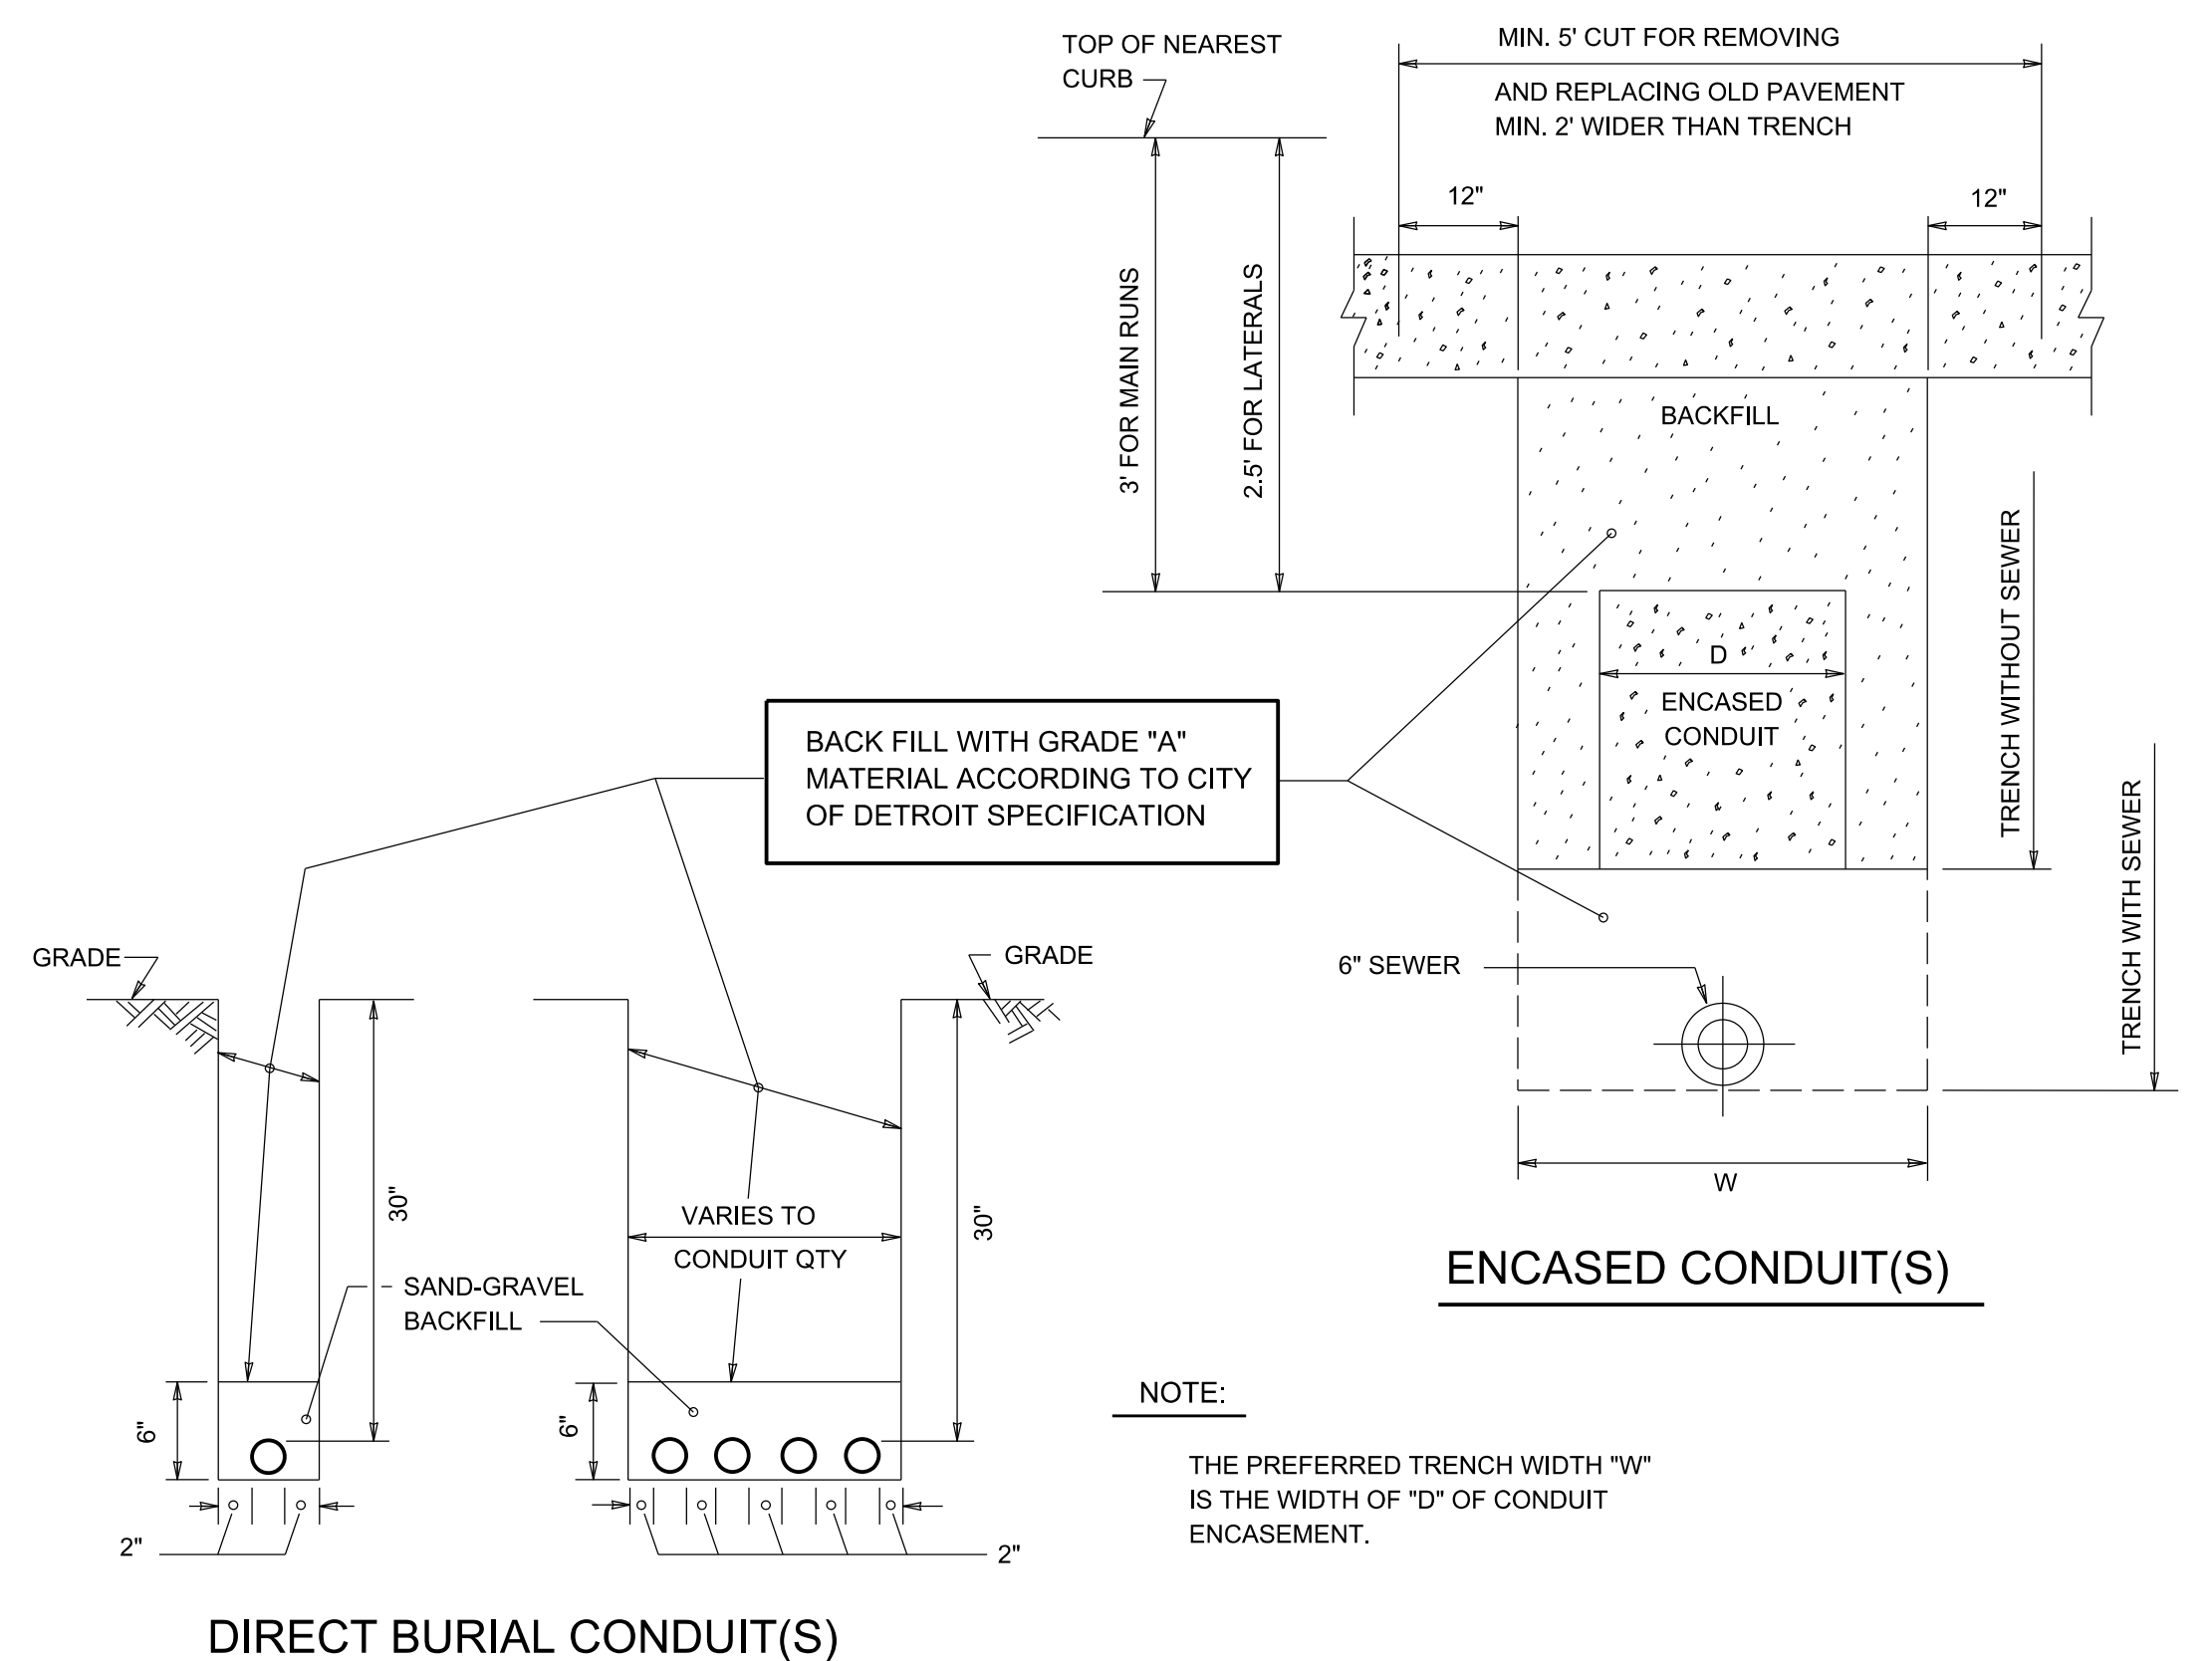 TOP OF NEAREST
CURB
MIN. 5' CUT FOR REMOVING
AND REPLACING OLD PAVEMENT
MIN. 2' WIDER THAN TRENCH
12"
12"
3' FOR MAIN RUNS
2.5' FOR LATERALS
BACKFILL
TRENCH WITHOUT SEWER
D
ENCASED
CONDUIT
BACK FILL WITH GRADE "A"
MATERIAL ACCORDING TO CITY
OF DETROIT SPECIFICATION
TRENCH WITH SEWER
GRADE
GRADE
6" SEWER
30"
VARIES TO
CONDUIT QTY
30"
W
ENCASED CONDUIT(S)
SAND-GRAVEL
BACKFILL
6"
6"
NOTE:
THE PREFERRED TRENCH WIDTH "W"
IS THE WIDTH OF "D" OF CONDUIT
ENCASEMENT.
2"
2"
DIRECT BURIAL CONDUIT(S)